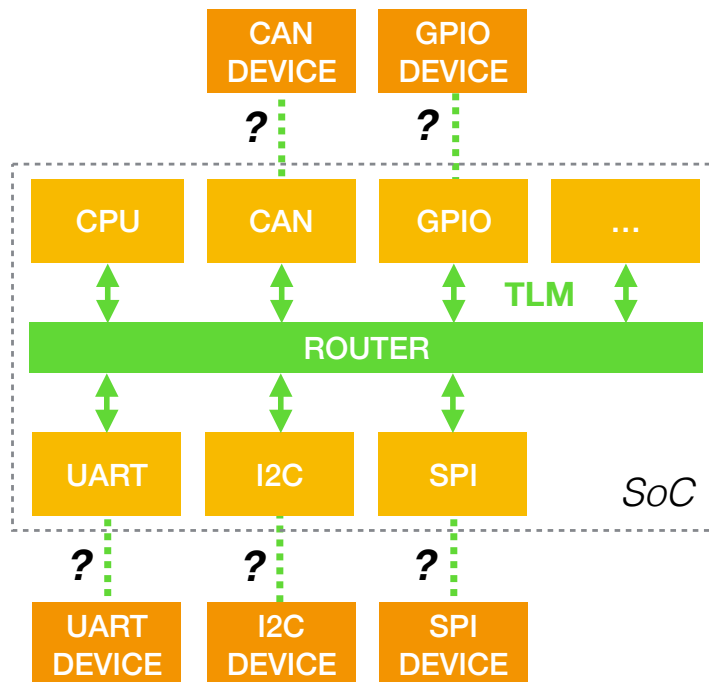 CAN
DEVICE
GPIO
DEVICE
?
?
CPU
CAN
GPIO
...
TLM
ROUTER
UART
I2C
SPI
SoC
?
?
?
UART
DEVICE
I2C
DEVICE
SPI
DEVICE